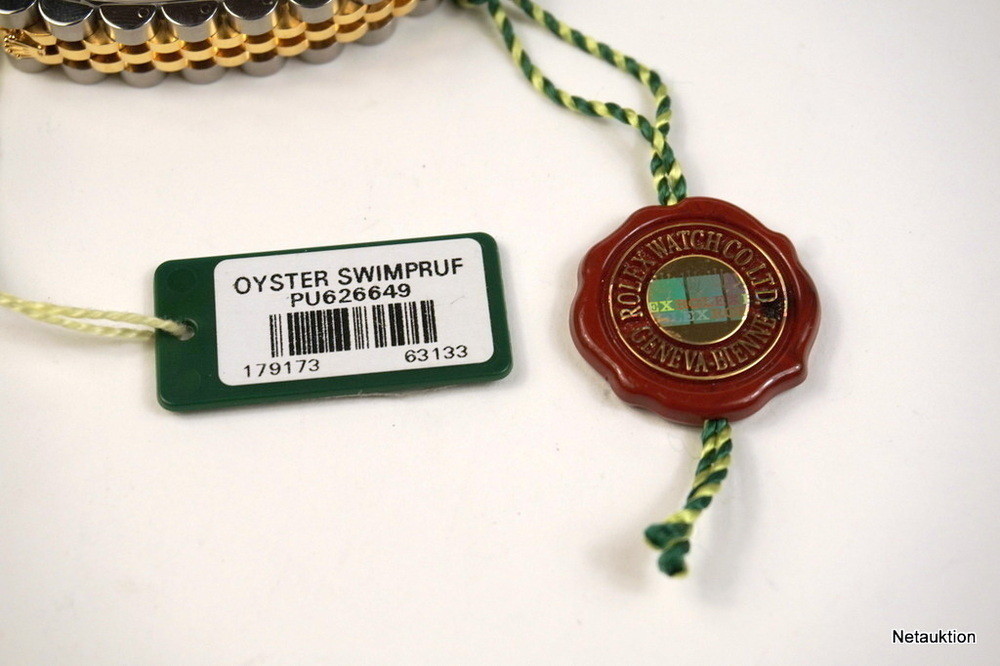 OYSTER SWIMPRUF
PU626649
179173 63133
ROLEX WATCH CO LTD
GENEVA-BIENNE
Netauktion